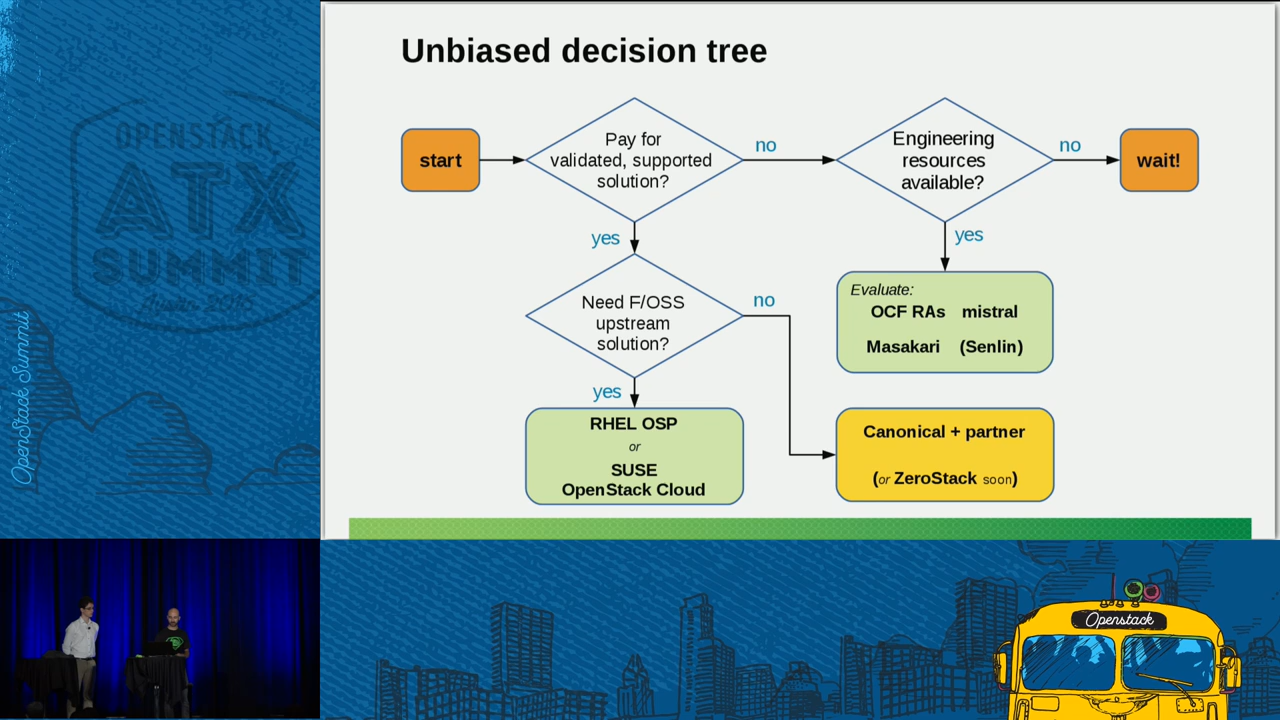 Unbiased decision tree
start
Pay for
validated, supported
solution?
no
Engineering
resources
available?
no
wait!
yes
yes
Need F/OSS
upstream
solution?
no
Evaluate:
OCF RAs mistral
Masakari (Senlin)
yes
RHEL OSP
or
SUSE
OpenStack Cloud
Canonical + partner
(or ZeroStack soon)
OPENSTACK
ATX
SUMMIT
OpenStack Summit
Openstack